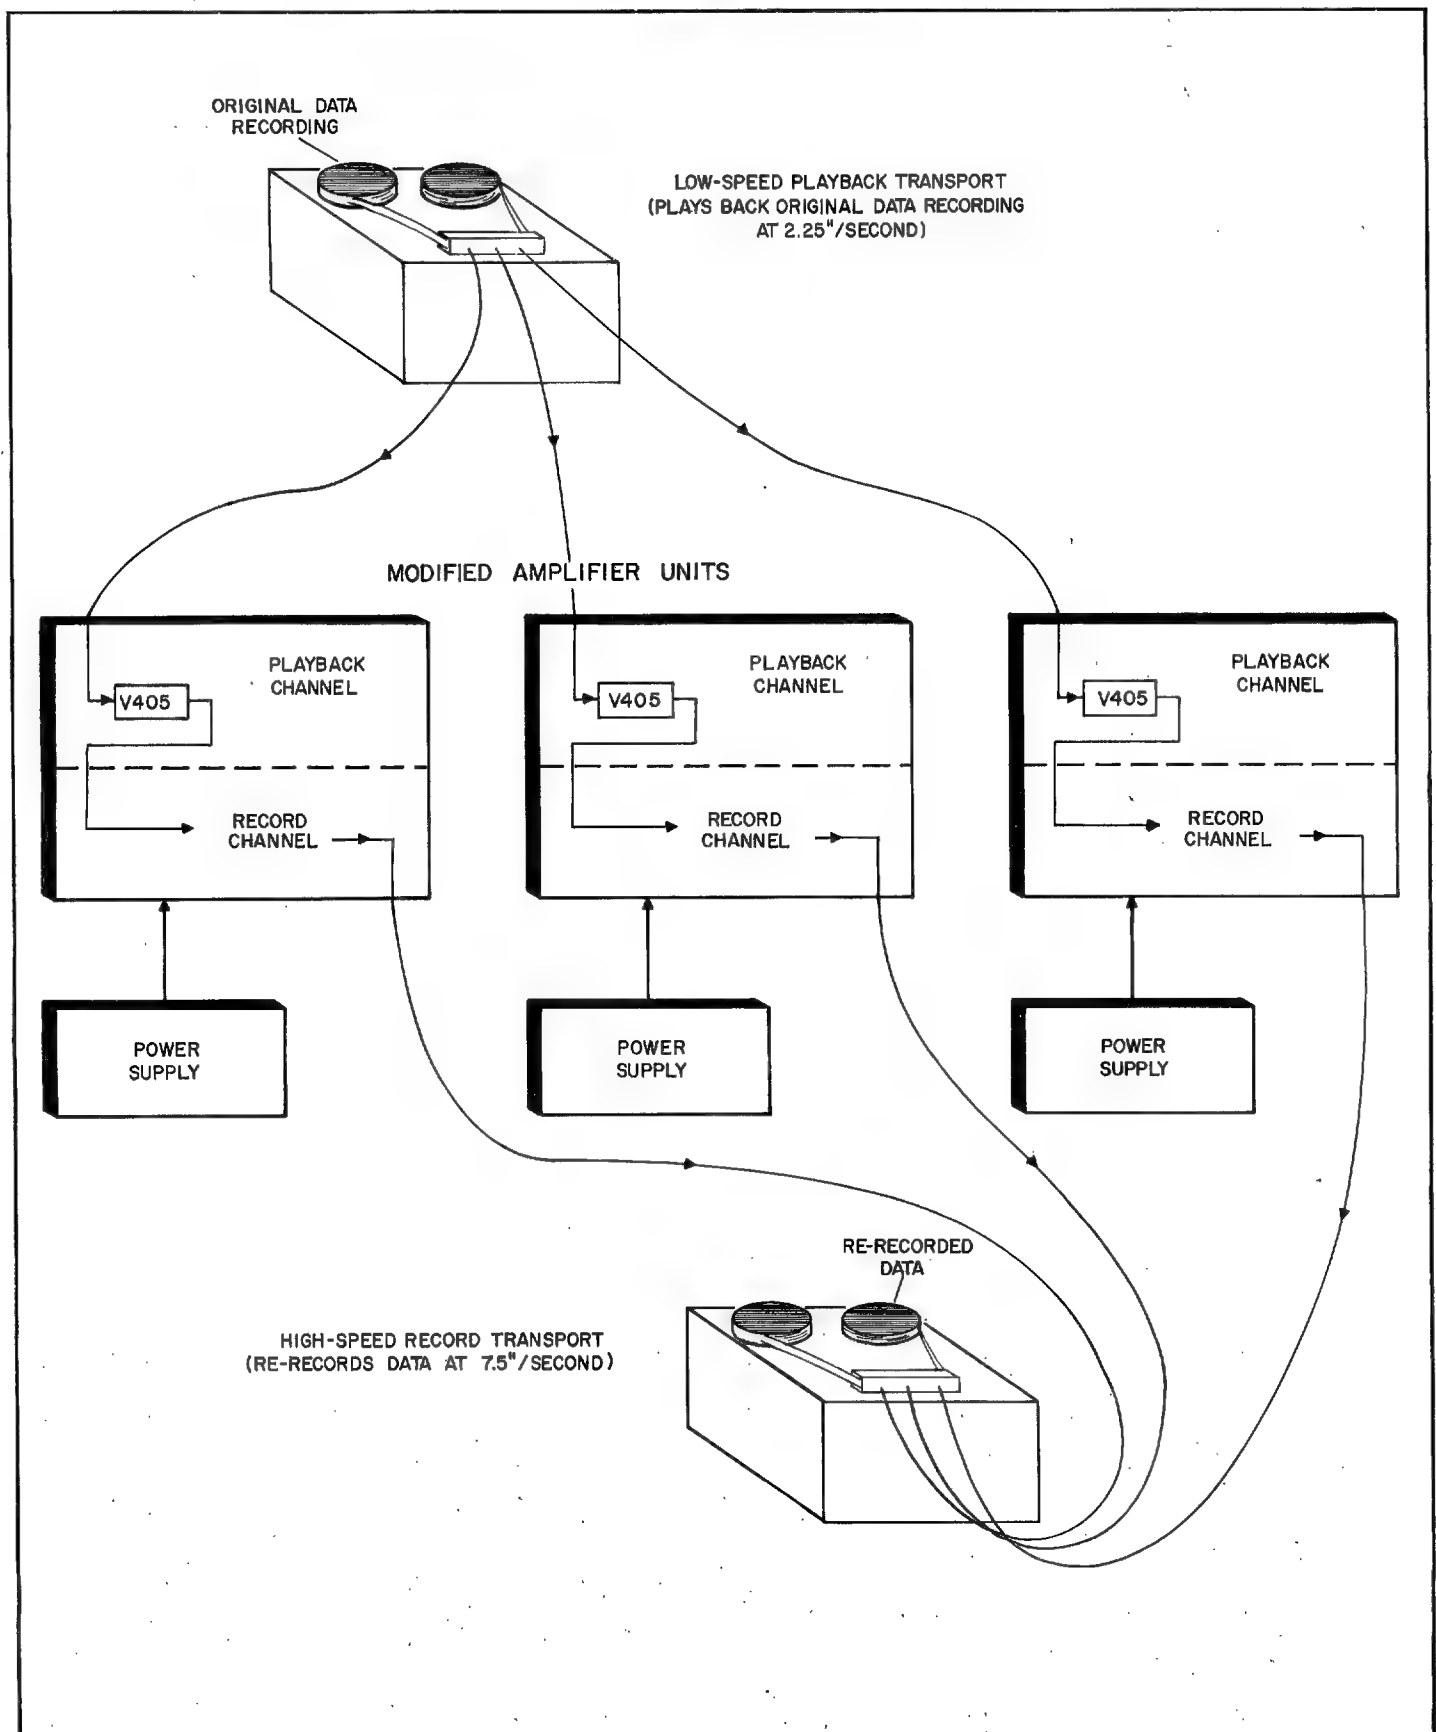 ORIGINAL DATA
RECORDING
LOW-SPEED PLAYBACK TRANSPORT
(PLAYS BACK ORIGINAL DATA RECORDING
AT 2.25"/SECOND)
MODIFIED AMPLIFIER UNITS
PLAYBACK
CHANNEL
V405
RECORD
CHANNEL
PLAYBACK
CHANNEL
V405
RECORD
CHANNEL
PLAYBACK
CHANNEL
V405
RECORD
CHANNEL
POWER
SUPPLY
POWER
SUPPLY
POWER
SUPPLY
RE-RECORDED
DATA
HIGH-SPEED RECORD TRANSPORT
(RE-RECORDS DATA AT 7.5"/SECOND)